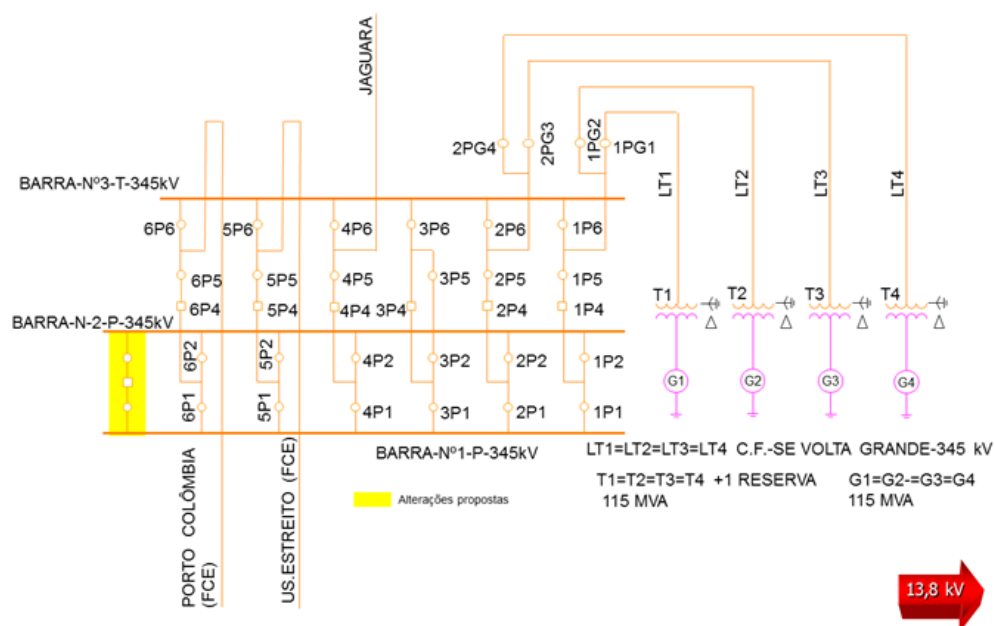 JAGUARA
2PG4
2PG3
1PG2
1PG1
BARRA-Nº3-T-345kV
LT1
LT2
LT3
LT4
6P6
5P6
4P6
3P6
2P6
1P6
6P5
5P5
4P5
3P5
2P5
1P5
6P4
5P4
4P4
3P4
2P4
1P4
T1
T2
T3
T4
BARRA-N-2-P-345kV
6P2
5P2
4P2
3P2
2P2
1P2
G1
G2
G3
G4
6P1
5P1
4P1
3P1
2P1
1P1
BARRA-Nº1-P-345kV
LT1=LT2=LT3=LT4 C.F.-SE VOLTA GRANDE-345 kV
T1=T2=T3=T4 +1 RESERVA
115 MVA
G1=G2-=G3=G4
115 MVA
Alterações propostas
PORTO COLÔMBIA
(FCE)
US.ESTREITO (FCE)
13,8 kV